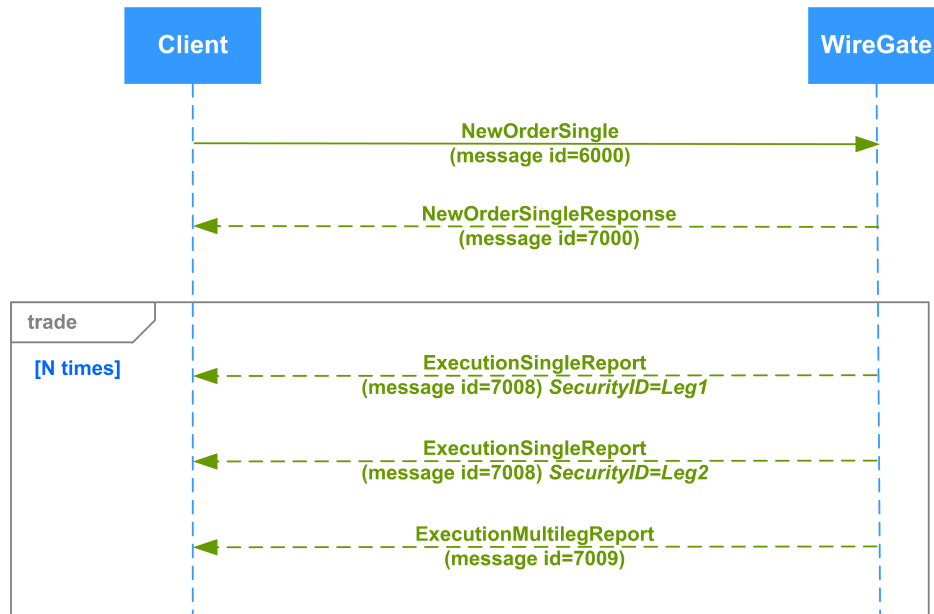 Client
WireGate
NewOrderSingle
(message id=6000)
NewOrderSingleResponse
(message id=7000)
trade
[N times]
ExecutionSingleReport
(message id=7008) SecurityID=Leg1
ExecutionSingleReport
(message id=7008) SecurityID=Leg2
ExecutionMultilegReport
(message id=7009)